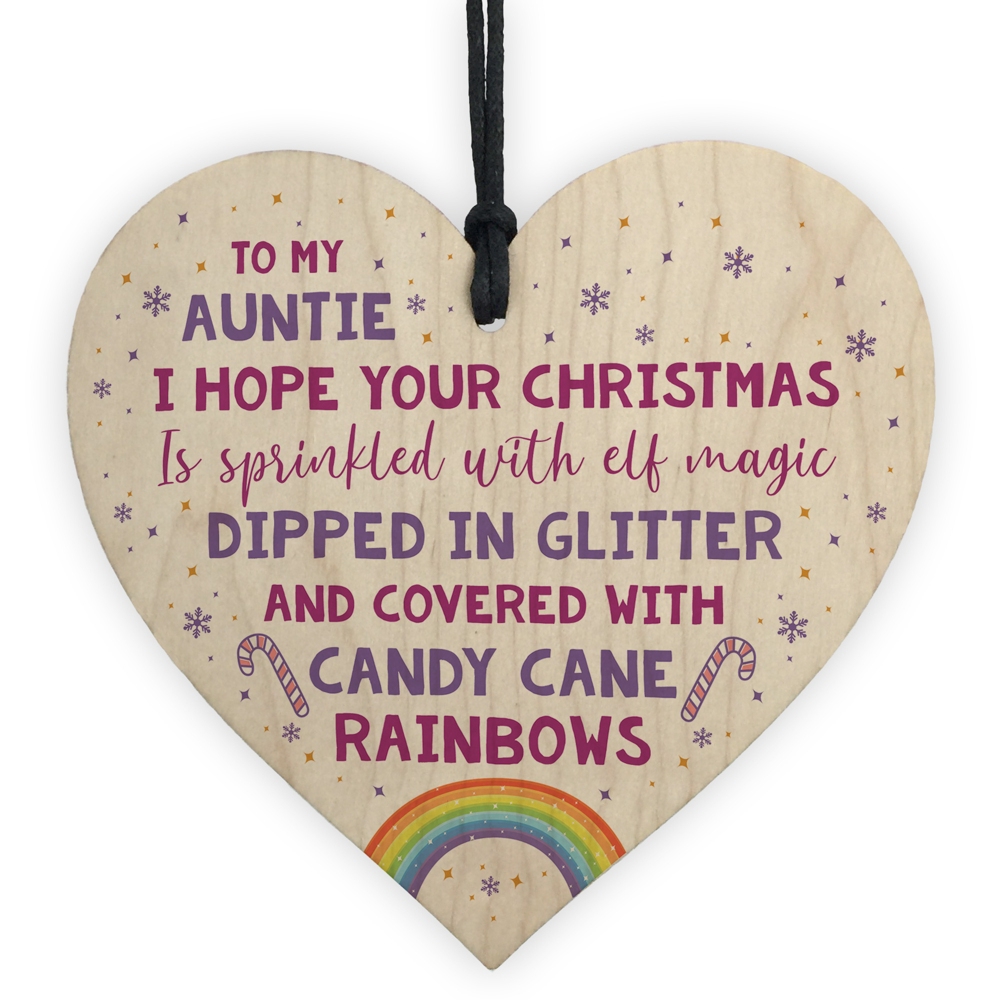 TO MY
AUNTIE
I HOPE YOUR CHRISTMAS
Is sprinkled with elf magic
DIPPED IN GLITTER
AND COVERED WITH
CANDY CANE
RAINBOWS